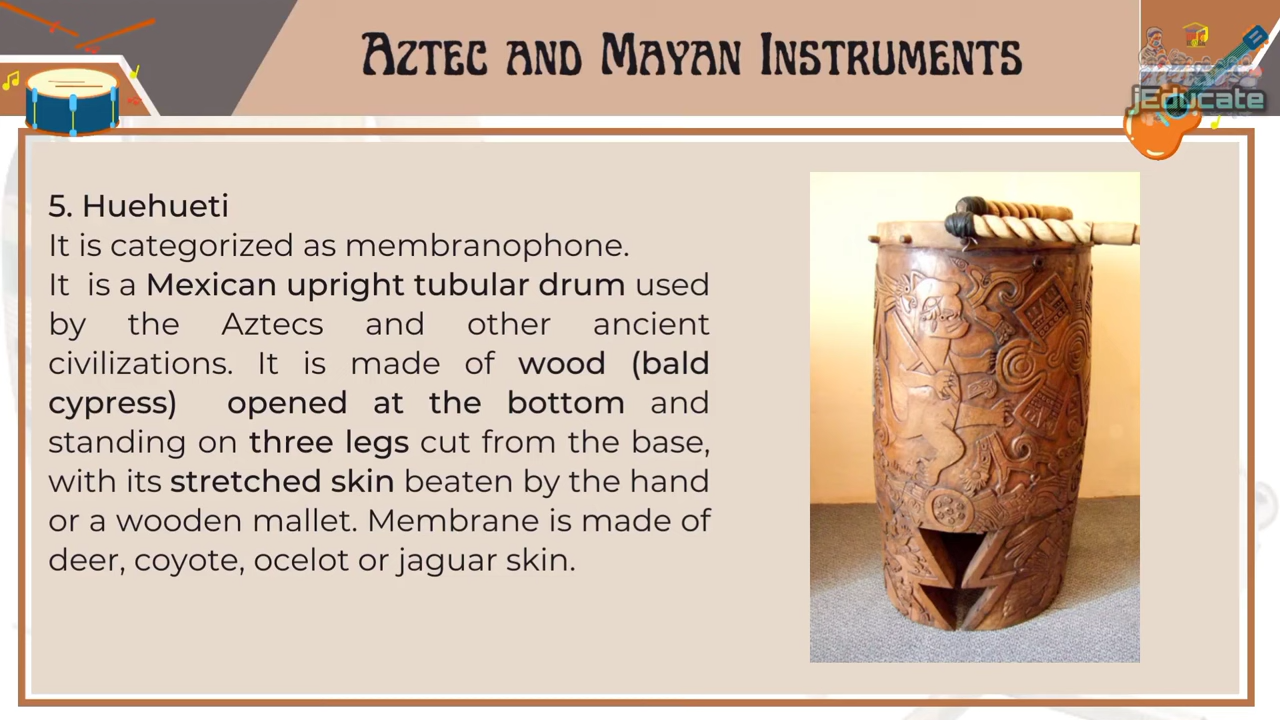 Aztec and Mayan Instruments
jEducate
5. Huehueti
It is categorized as membranophone.
It is a Mexican upright tubular drum used
by the Aztecs and other ancient
civilizations. It is made of wood (bald
cypress) opened at the bottom and
standing on three legs cut from the base,
with its stretched skin beaten by the hand
or a wooden mallet. Membrane is made of
deer, coyote, ocelot or jaguar skin.